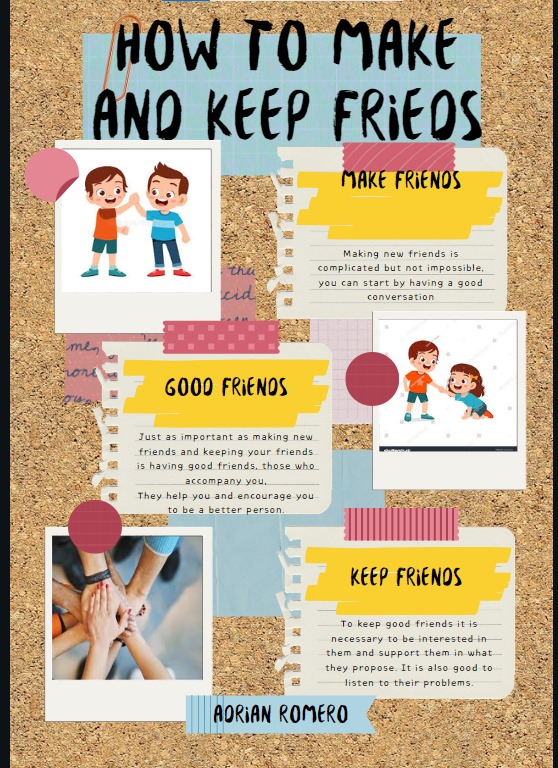 HOW TO MAKE
AND KEEP FRiEDS
MAKE FRiENDS
Making new friends is
complicated but not impossible,
you can start by having a good
conversation
GOOD FRiENDS
Just as important as making new
friends and keeping your friends
is having good friends, those who
accompany you,
They help you and encourage you
to be a better person.
KEEP FRiENDS
To keep good friends it is
necessary to be interested in
them and support them in what
they propose. It is also good to
listen to their problems.
ADRiAN ROMERO